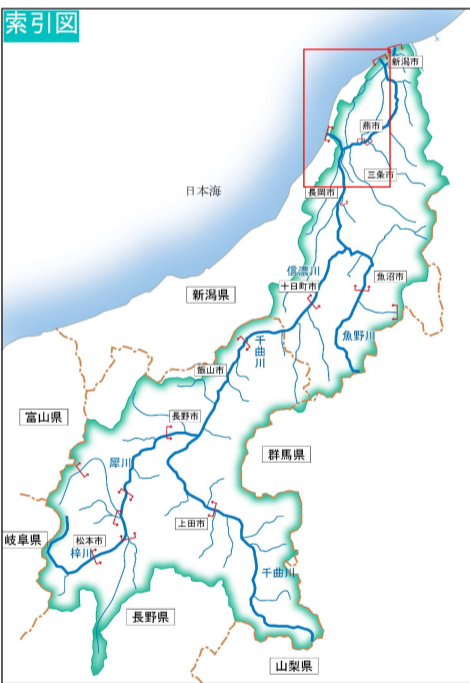 索引図
新潟市
燕市
三条市
日本海
長岡市
信濃川
魚沼市
十日町市
新潟県
魚野川
千曲川
飯山市
富山県
長野市
群馬県
犀川
上田市
岐阜県
松本市
梓川
千曲川
長野県
山梨県